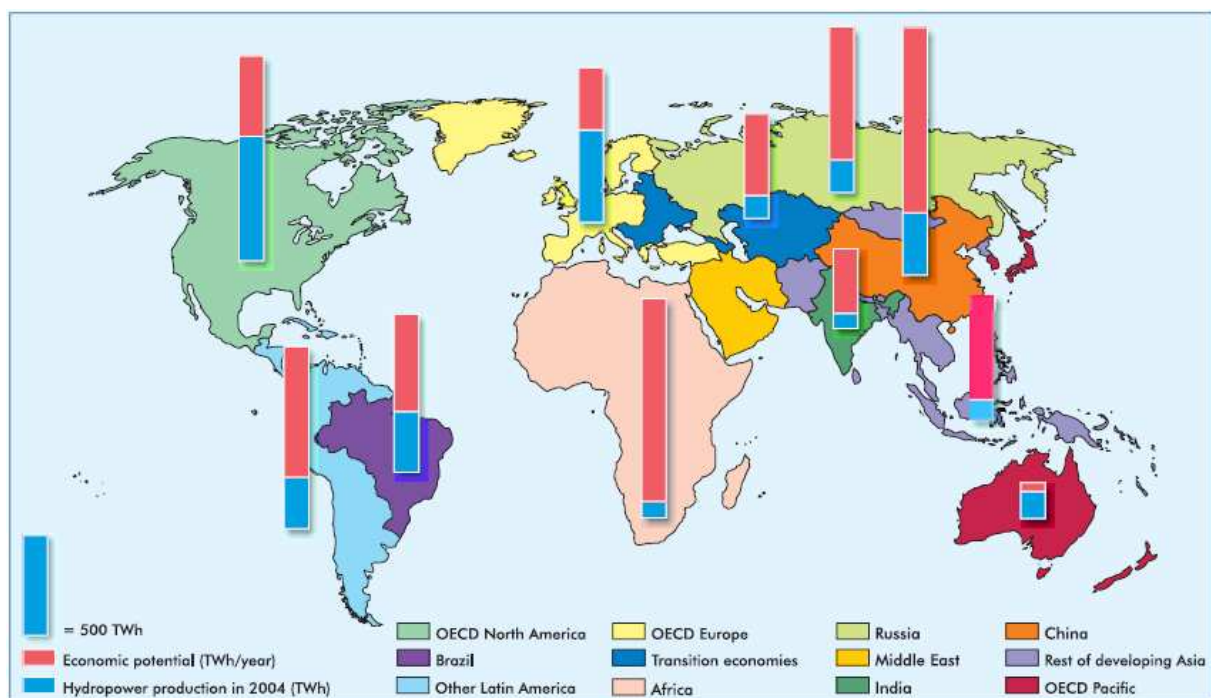 = 500 TWh
Economic potential (TWh/year)
Hydropower production in 2004 (TWh)
OECD North America
Brazil
Other Latin America
OECD Europe
Transition economies
Africa
Russia
Middle East
India
China
Rest of developing Asia
OECD Pacific